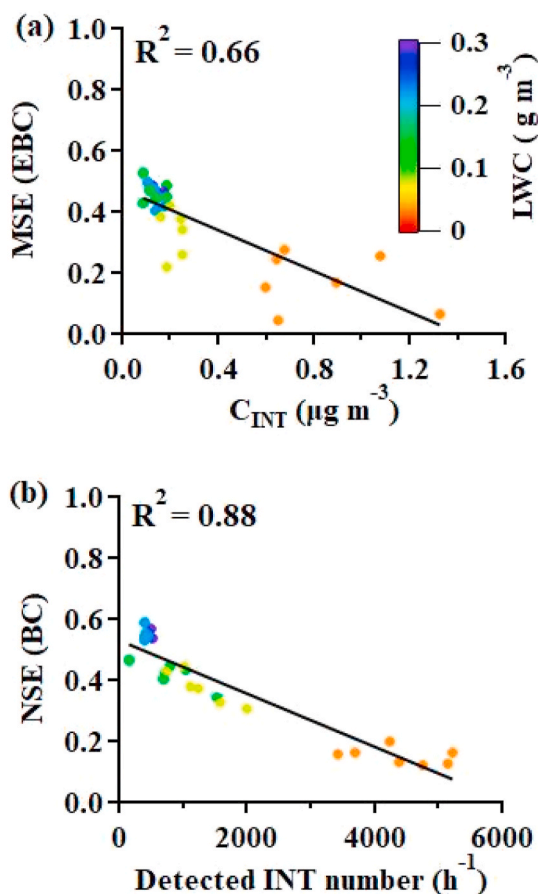 (a)
R² = 0.66
MSE (EBC)
1.0
0.8
0.6
0.4
0.2
0.0
0.0 0.4 0.8 1.2 1.6
C_INT (µg m⁻³)
0.3
0.2
0.1
0
LWC ( g m⁻³)
(b)
R² = 0.88
NSE (BC)
1.0
0.8
0.6
0.4
0.2
0.0
0 2000 4000 6000
Detected INT number (h⁻¹)